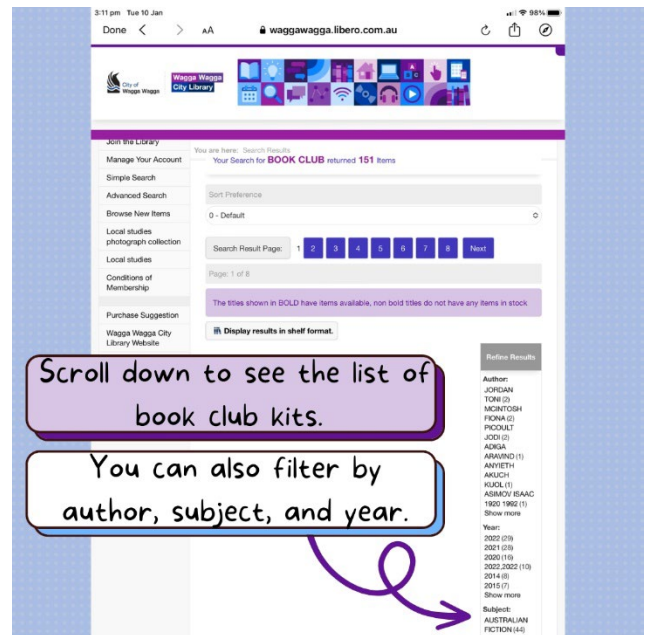 3:11 pm Tue 10 Jan
98%
Done
AA
waggawagga.libero.com.au
City of
Wagga Wagga
Wagga Wagga
City Library
Join the Library
Manage Your Account
Simple Search
Advanced Search
Browse New Items
Local studies
photograph collection
Local studies
Conditions of
Membership
Purchase Suggestion
Wagga Wagga City
Library Website
You are here: Search Results
Your Search for BOOK CLUB returned 151 Items
Sort Preference
0 - Default
Search Result Page: 1 2 3 4 5 6 7 8 Next
Page: 1 of 8
The titles shown in BOLD have items available, non bold titles do not have any items in stock
Display results in shelf format.
Scroll down to see the list of
book club kits.
You can also filter by
author, subject, and year.
Refine Results
Author:
JORDAN
TONI (2)
MCINTOSH
FIONA (2)
PICOULT
JODI (2)
ADIGA
ARAVIND (1)
ANYIETH
AKUCH
KUOL (1)
ASIMOV ISAAC
1920 1992 (1)
Show more
Year:
2022 (29)
2021 (28)
2020 (16)
2022,2022 (10)
2014 (8)
2015 (7)
Show more
Subject:
AUSTRALIAN
FICTION (44)